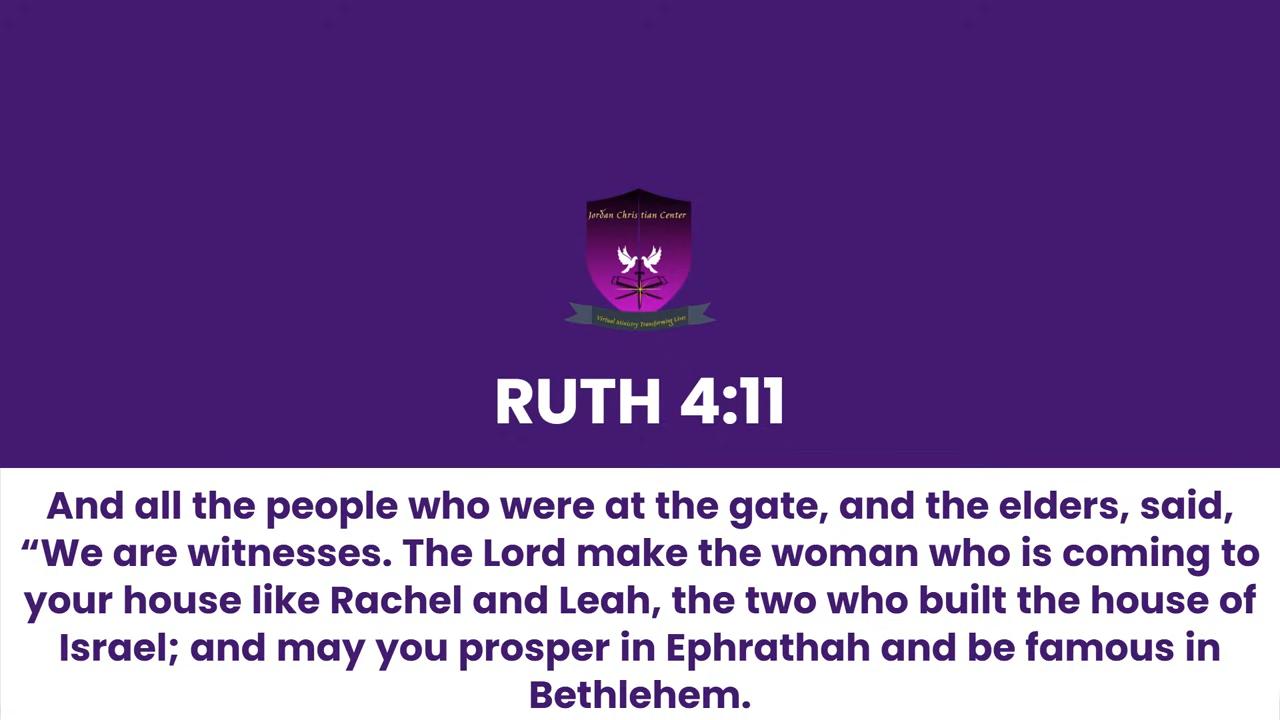 Jordan Christian Center
Virtual Ministry Transforming Lives
RUTH 4:11
And all the people who were at the gate, and the elders, said,
“We are witnesses. The Lord make the woman who is coming to
your house like Rachel and Leah, the two who built the house of
Israel; and may you prosper in Ephrathah and be famous in
Bethlehem.